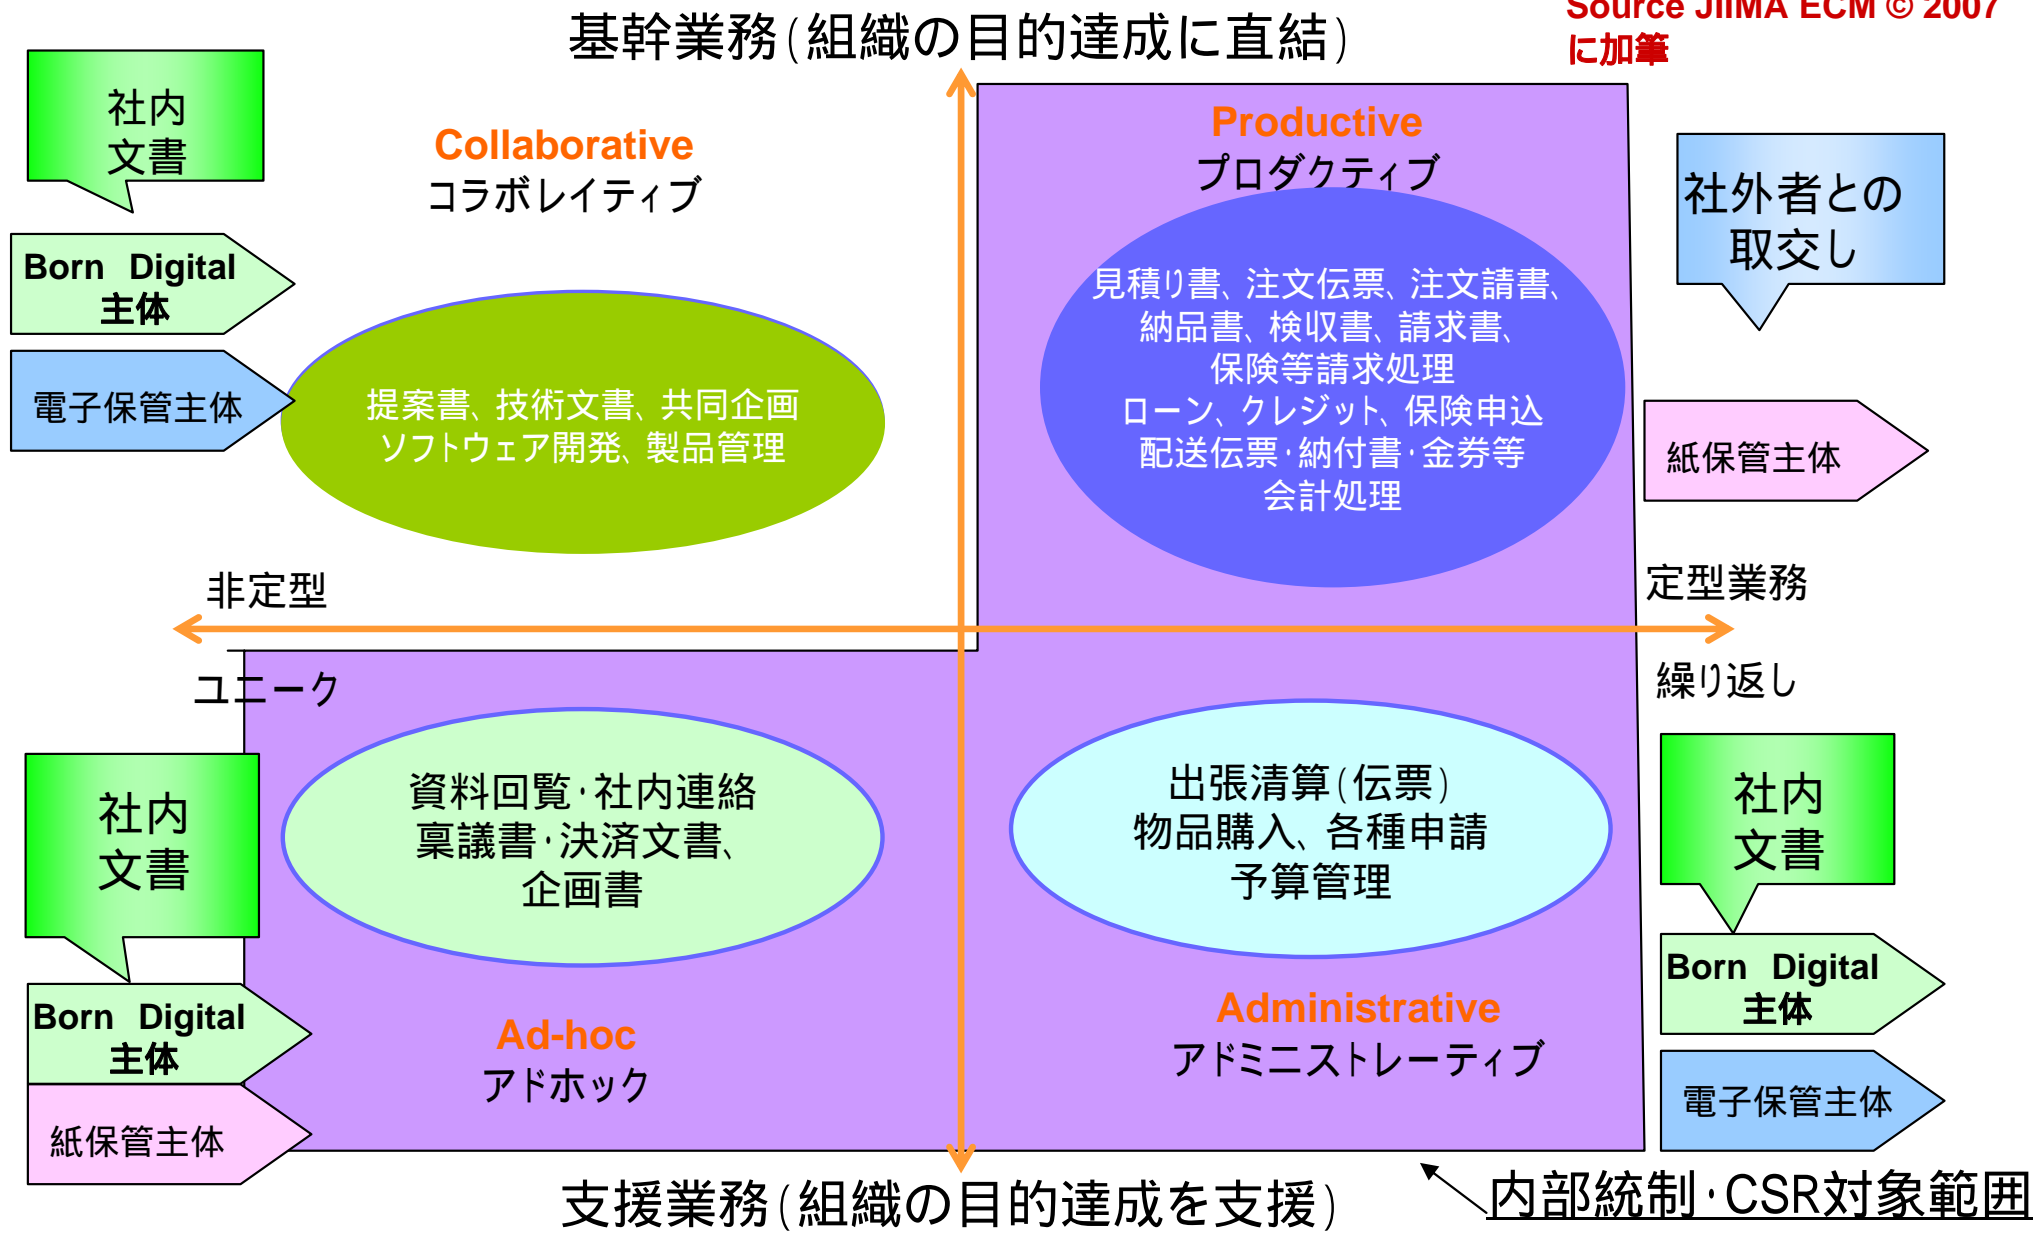 基幹業務(組織の目的達成に直結)
Source JIIMA ECM © 2007
に加筆
社内
文書
Collaborative
コラボレイティブ
Productive
プロダクティブ
社外者との
取交し
Born Digital
主体
電子保管主体
提案書、技術文書、共同企画
ソフトウェア開発、製品管理
見積り書、注文伝票、注文請書、
納品書、検収書、請求書、
保険等請求処理
ローン、クレジット、保険申込
配送伝票・納付書・金券等
会計処理
紙保管主体
非定型
定型業務
ユニーク
繰り返し
社内
文書
資料回覧・社内連絡
稟議書・決済文書、
企画書
出張清算(伝票)
物品購入、各種申請
予算管理
社内
文書
Born Digital
主体
紙保管主体
Ad-hoc
アドホック
Administrative
アドミニストレーティブ
Born Digital
主体
電子保管主体
支援業務(組織の目的達成を支援)
内部統制・CSR対象範囲